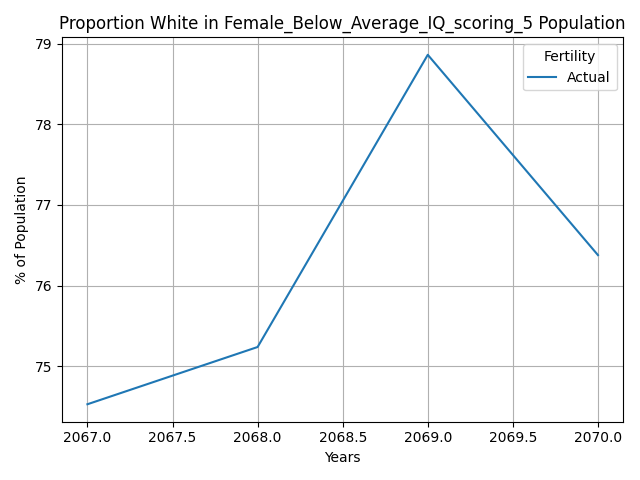 Proportion White in Female_Below_Average_IQ_scoring_5 Population
79
78
77
76
75
% of Population
Fertility
Actual
2067.0 2067.5 2068.0 2068.5 2069.0 2069.5 2070.0
Years